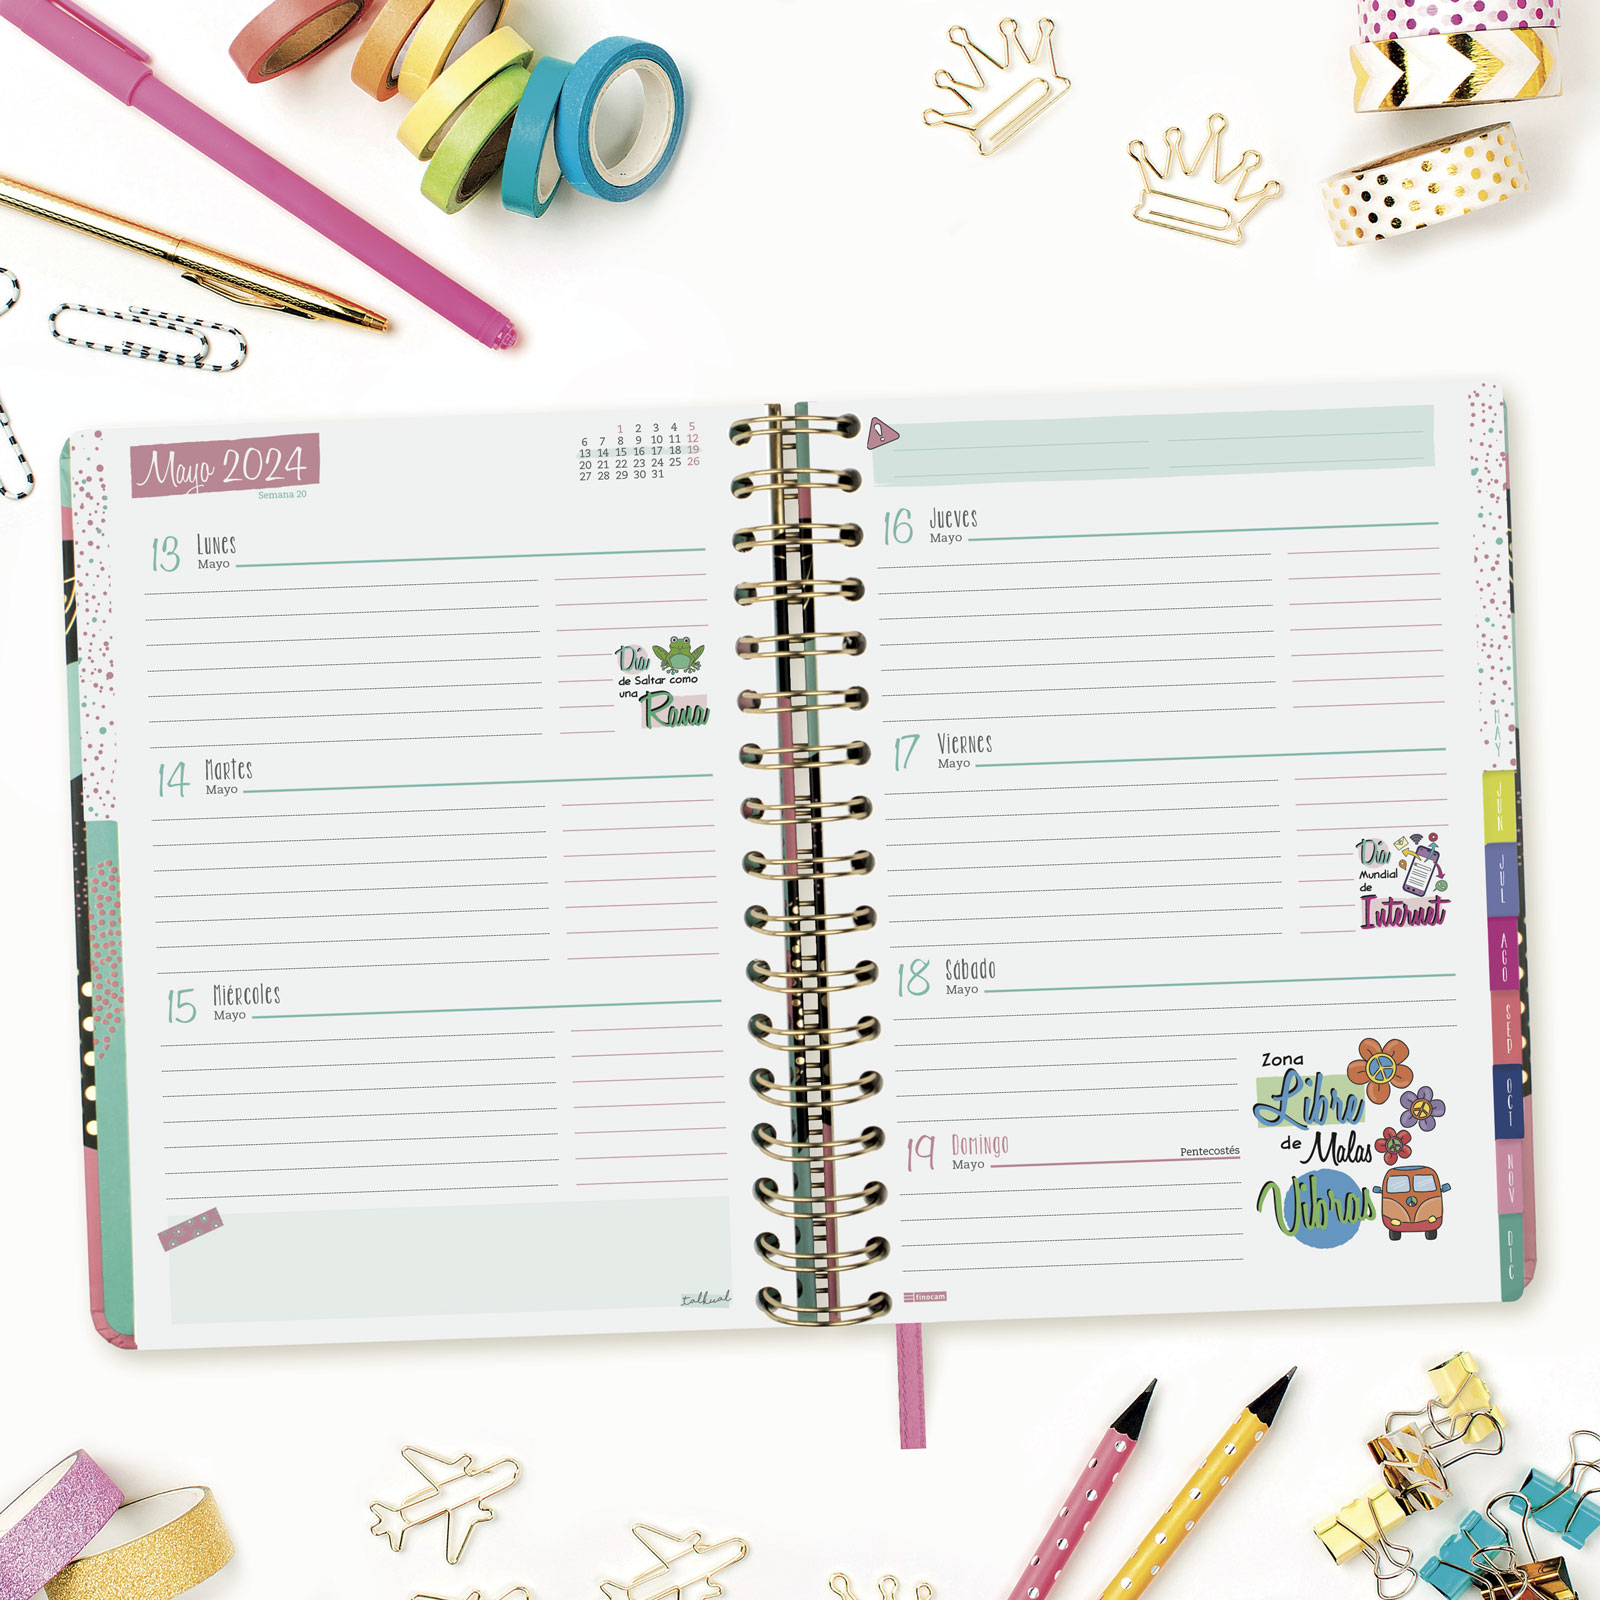 Mayo 2024
Semana 20
1 2 3 4 5
6 7 8 9 10 11 12
13 14 15 16 17 18 19
20 21 22 23 24 25 26
27 28 29 30 31
13 Lunes
Mayo
Día
de Saltar como
una Rana
14 Martes
Mayo
15 Miércoles
Mayo
talkual
16 Jueves
Mayo
17 Viernes
Mayo
Día
Mundial
de
Internet
18 Sábado
Mayo
Zona
Libre
de Malas
Vibras
19 Domingo
Mayo
Pentecostés
finocam
MAY
JUN
JUL
AGO
SEP
OCT
NOV
DIC